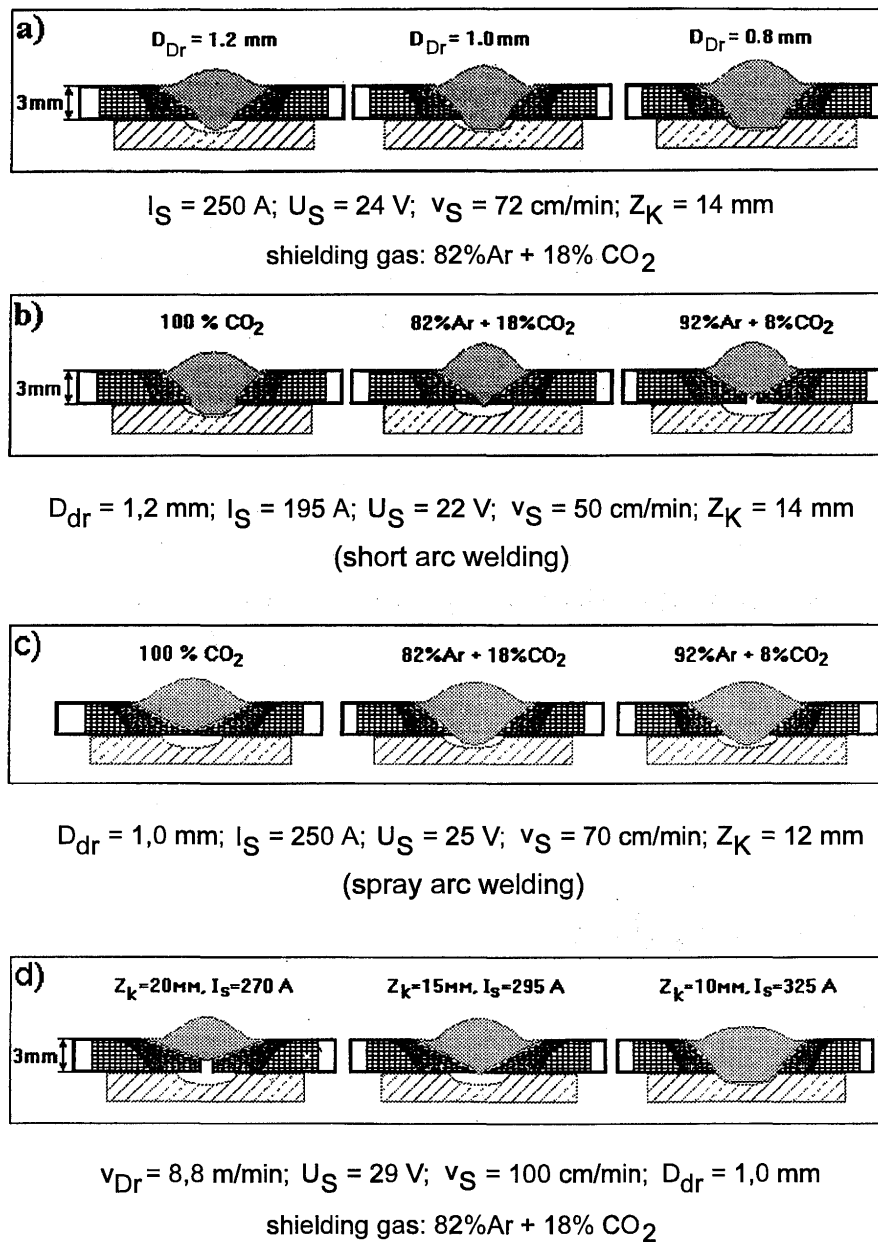 a)
D_Dr = 1.2 mm D_Dr = 1.0 mm D_Dr = 0.8 mm
3mm
I_S = 250 A; U_S = 24 V; v_S = 72 cm/min; Z_K = 14 mm
shielding gas: 82%Ar + 18% CO₂
b)
100 % CO₂ 82%Ar + 18%CO₂ 92%Ar + 8%CO₂
3mm
D_dr = 1,2 mm; I_S = 195 A; U_S = 22 V; v_S = 50 cm/min; Z_K = 14 mm
(short arc welding)
c)
100 % CO₂ 82%Ar + 18%CO₂ 92%Ar + 8%CO₂
D_dr = 1,0 mm; I_S = 250 A; U_S = 25 V; v_S = 70 cm/min; Z_K = 12 mm
(spray arc welding)
d)
Z_k=20мм, I_s=270 A Z_k=15мм, I_s=295 A Z_k=10мм, I_s=325 A
3mm
v_Dr = 8,8 m/min; U_S = 29 V; v_S = 100 cm/min; D_dr = 1,0 mm
shielding gas: 82%Ar + 18% CO₂